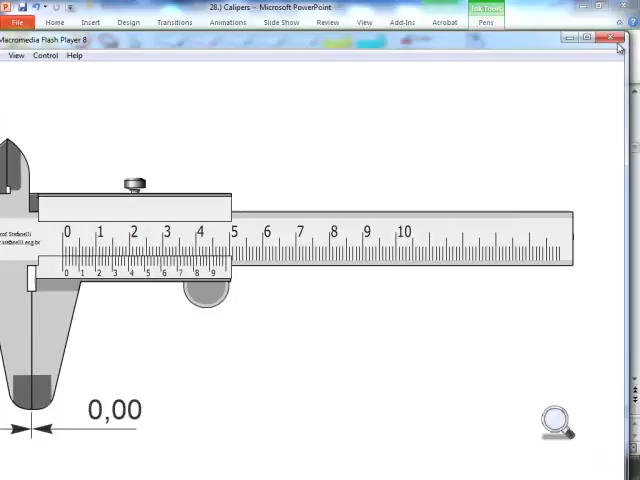 28.) Calipers – Microsoft PowerPoint
Ink Tools
File Home Insert Design Transitions Animations Slide Show Review View Add-Ins Acrobat Pens
Macromedia Flash Player 8
View Control Help
0 1 2 3 4 5 6 7 8 9 10
0 1 2 3 4 5 6 7 8 9
0,00